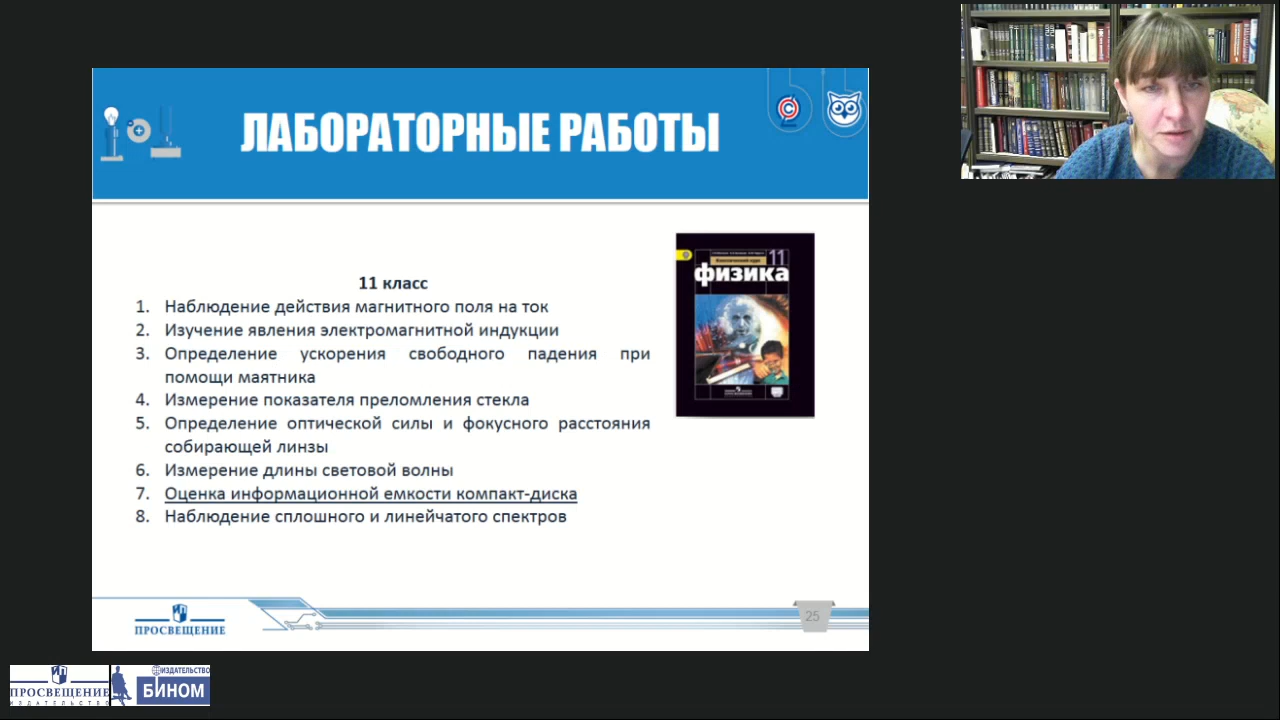 ЛАБОРАТОРНЫЕ РАБОТЫ
11 класс
1. Наблюдение действия магнитного поля на ток
2. Изучение явления электромагнитной индукции
3. Определение ускорения свободного падения при
помощи маятника
4. Измерение показателя преломления стекла
5. Определение оптической силы и фокусного расстояния
собирающей линзы
6. Измерение длины световой волны
7. Оценка информационной емкости компакт-диска
8. Наблюдение сплошного и линейчатого спектров
Классический курс
11
физика
ПРОСВЕЩЕНИЕ
25
ПРОСВЕЩЕНИЕ
ИЗДАТЕЛЬСТВО
ИЗДАТЕЛЬСТВО
БИНОМ